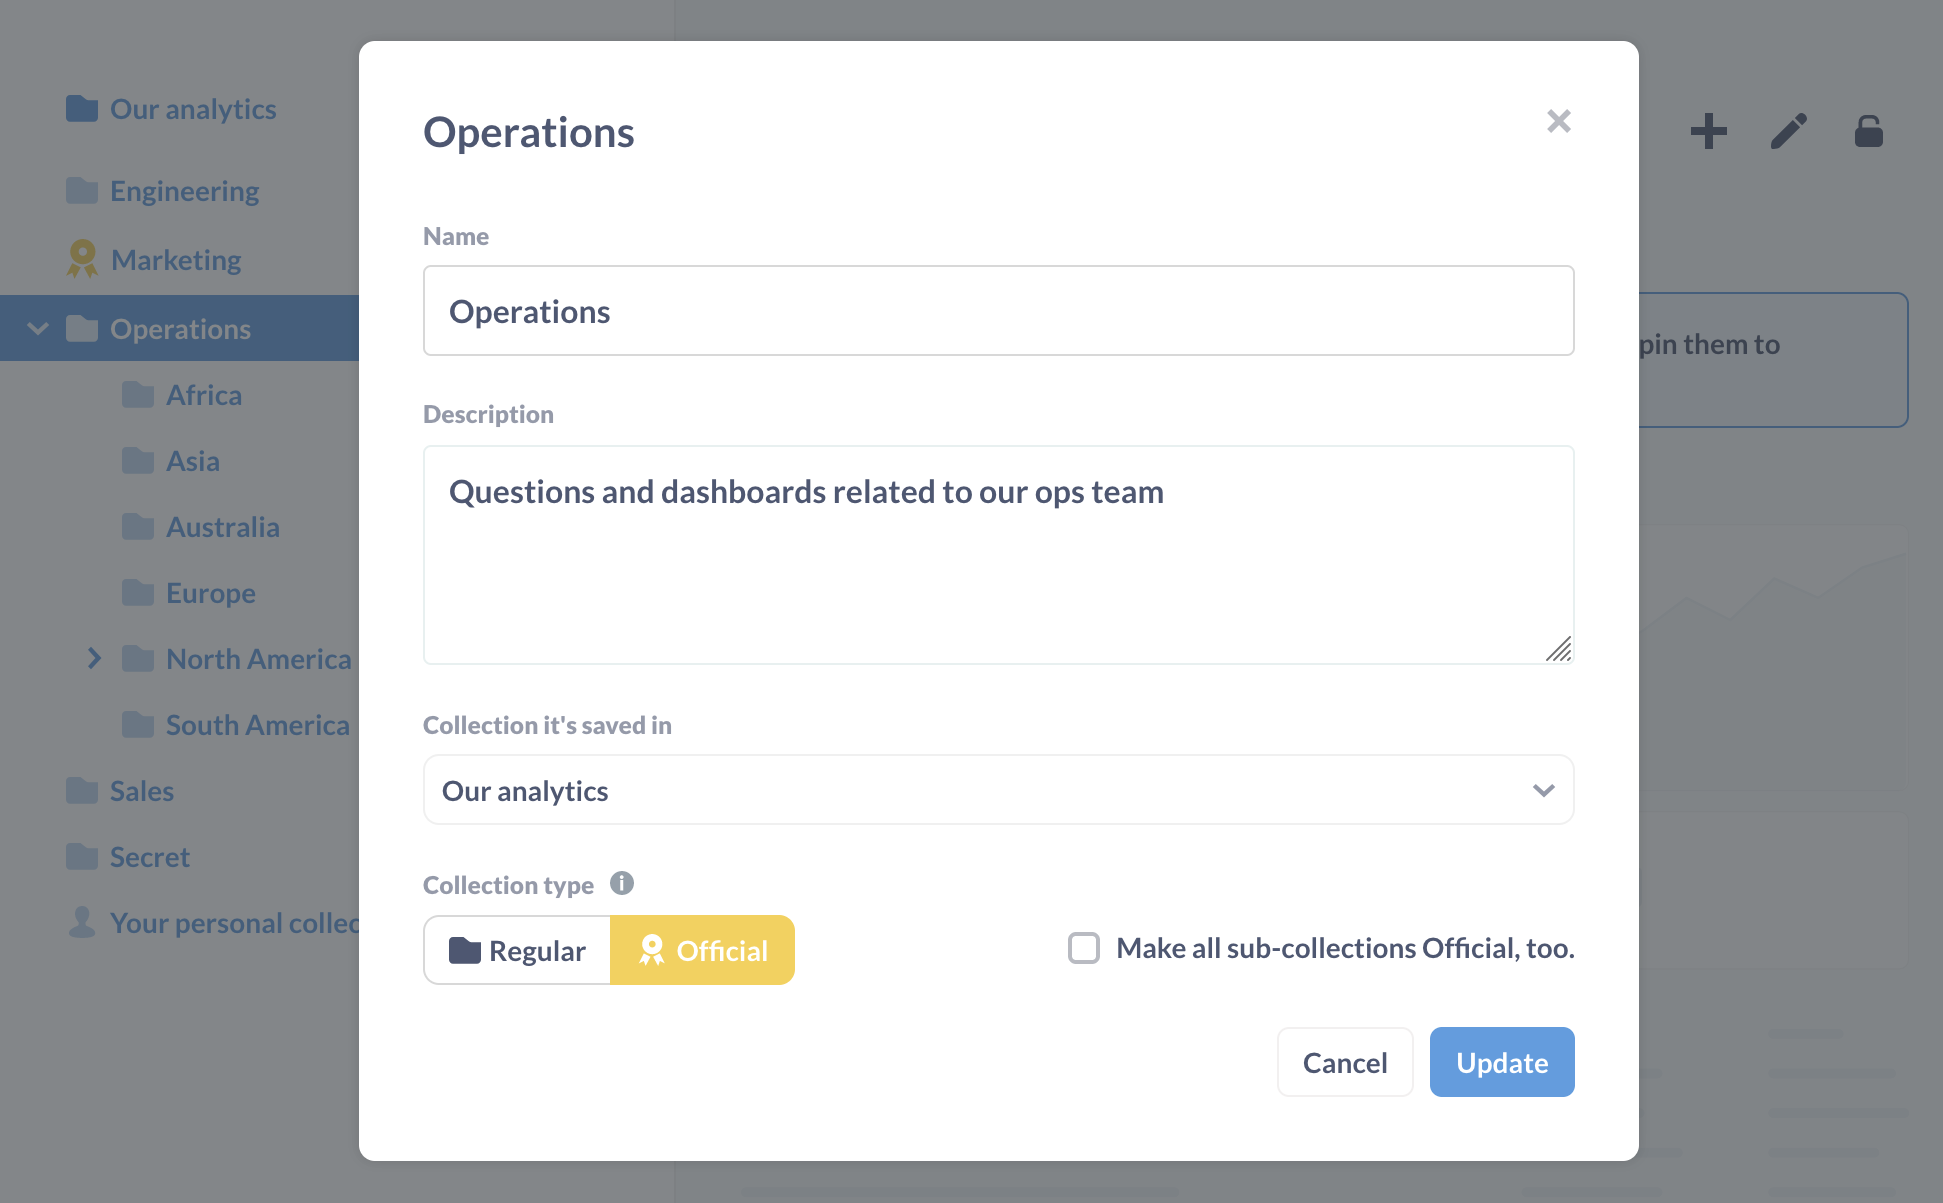 Our analytics
Engineering
Marketing
Operations
Africa
Asia
Australia
Europe
North America
South America
Sales
Secret
Your personal collec
Operations
Name
Operations
Description
Questions and dashboards related to our ops team
Collection it's saved in
Our analytics
Collection type
Regular
Official
Make all sub-collections Official, too.
Cancel
Update
pin them to